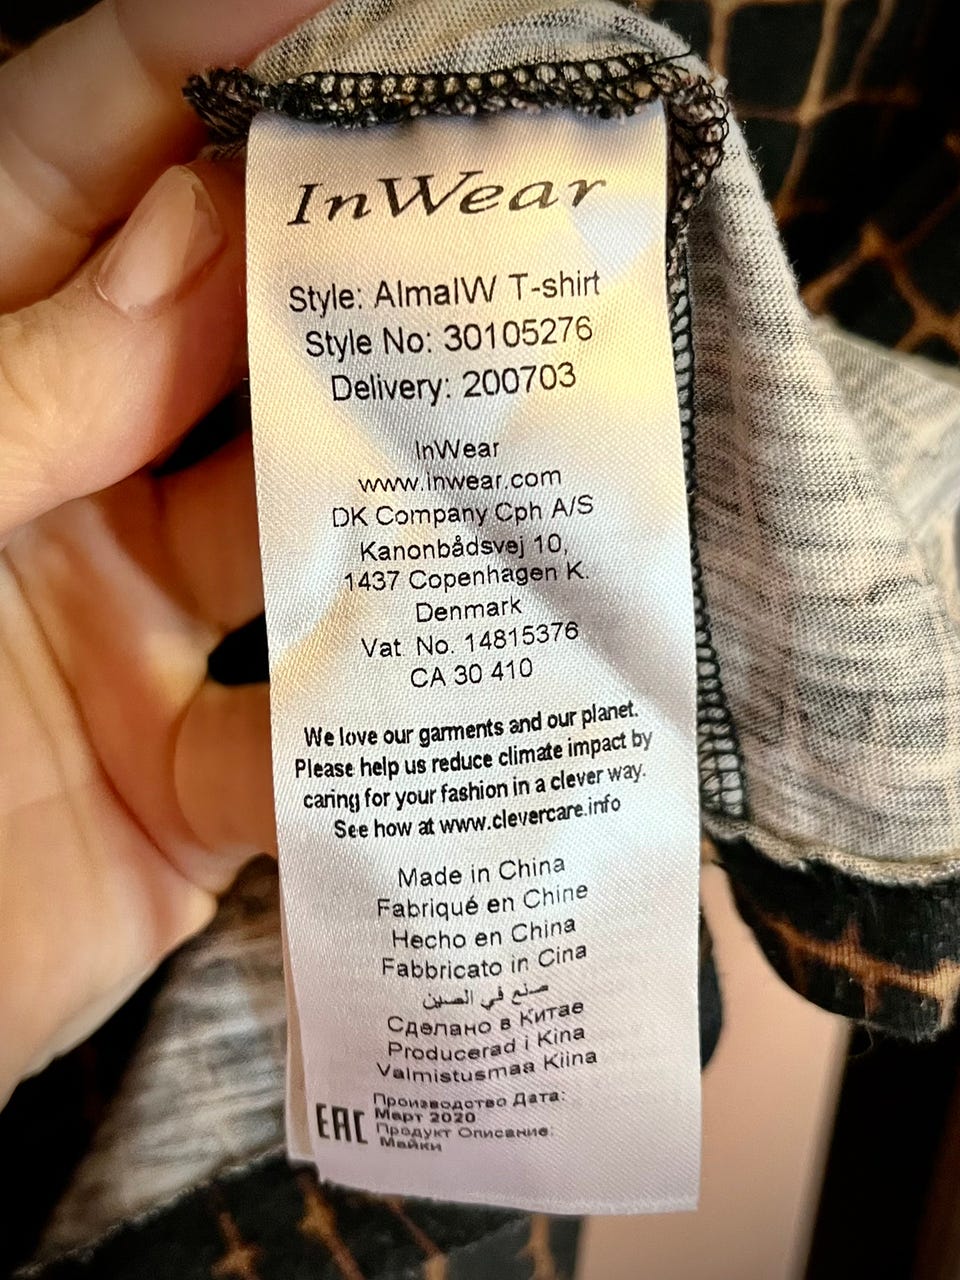 InWear
Style: AlmaIW T-shirt
Style No: 30105276
Delivery: 200703
InWear
www.inwear.com
DK Company Cph A/S
Kanonbådsvej 10,
1437 Copenhagen K.
Denmark
Vat No. 14815376
CA 30 410
We love our garments and our planet.
Please help us reduce climate impact by
caring for your fashion in a clever way.
See how at www.clevercare.info
Made in China
Fabriqué en Chine
Hecho en China
Fabbricato in Cina
صنع في الصين
Сделано в Китае
Producerad i Kina
Valmistusmaa Kiina
EAC
Производство Дата:
Март 2020
Продукт Описание:
Майки